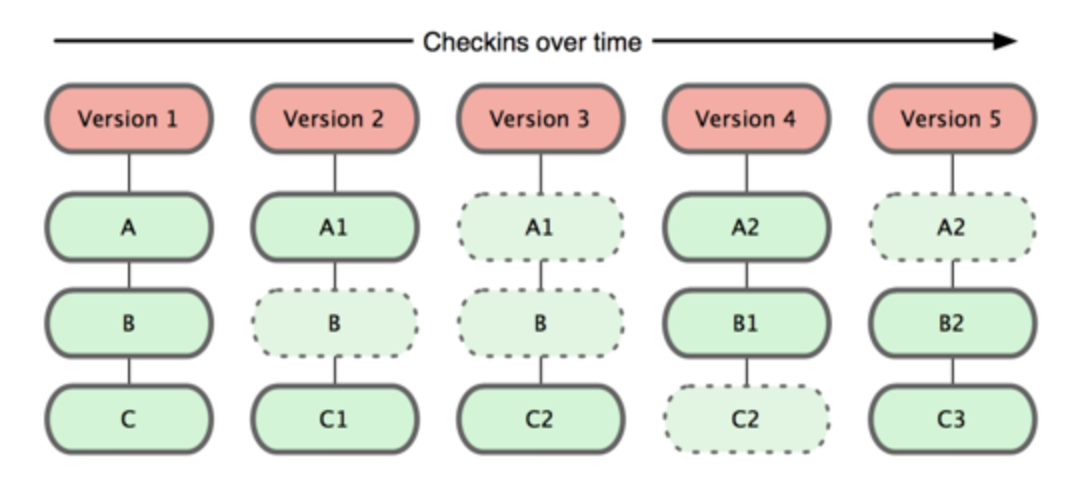 Checkins over time
Version 1 Version 2 Version 3 Version 4 Version 5
A A1 A1 A2 A2
B B B B1 B2
C C1 C2 C2 C3